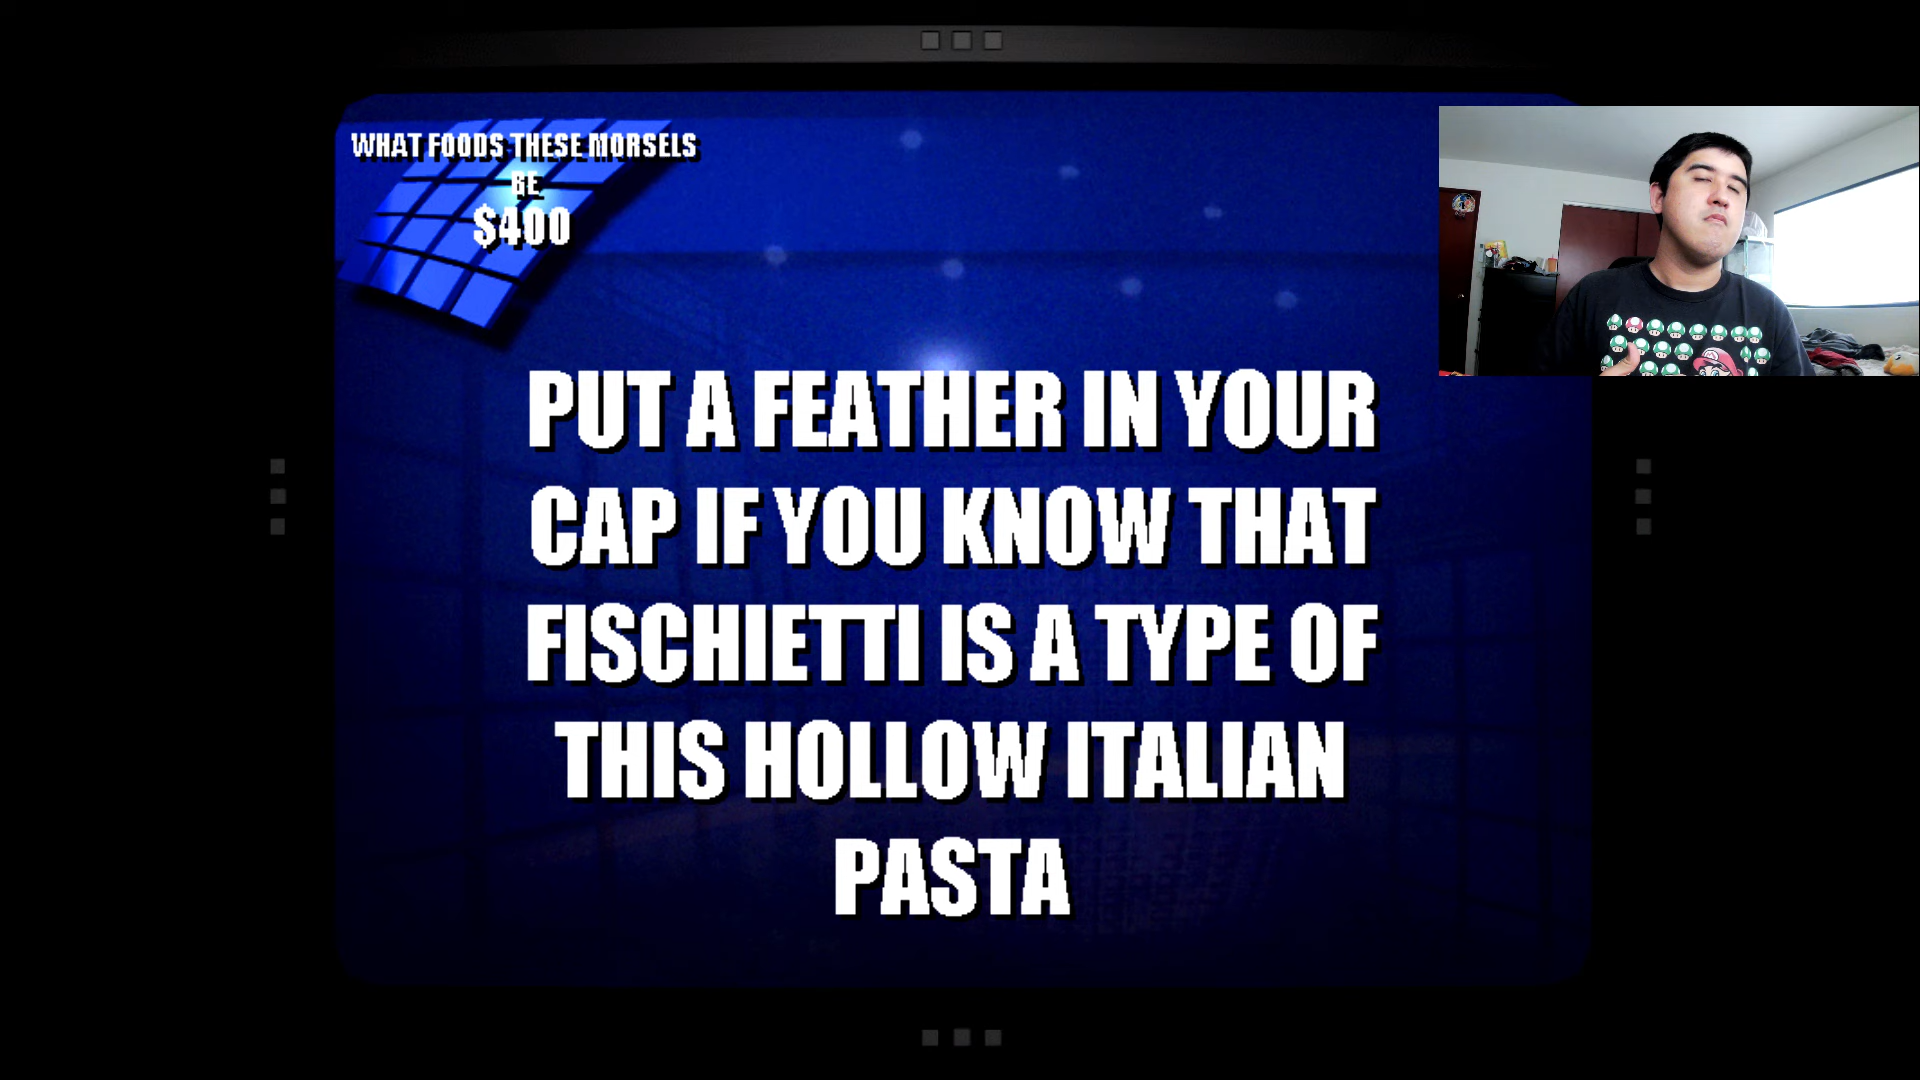 WHAT FOODS THESE MORSELS
BE
$400
PUT A FEATHER IN YOUR
CAP IF YOU KNOW THAT
FISCHIETTI IS A TYPE OF
THIS HOLLOW ITALIAN
PASTA